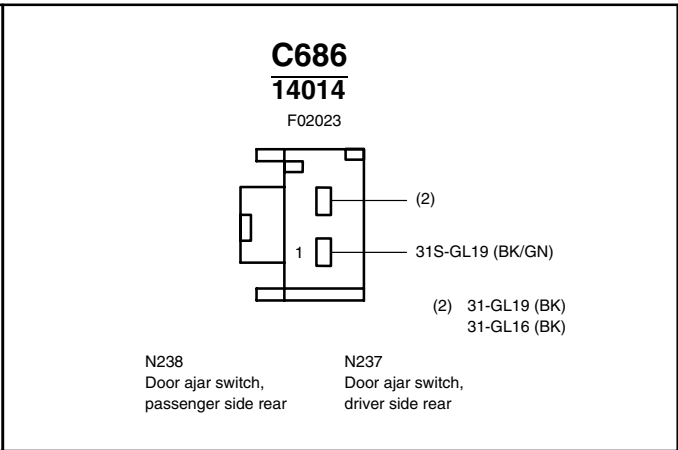 C686
14014
F02023
(2)
1
31S-GL19 (BK/GN)
(2) 31-GL19 (BK)
31-GL16 (BK)
N238
Door ajar switch,
passenger side rear
N237
Door ajar switch,
driver side rear